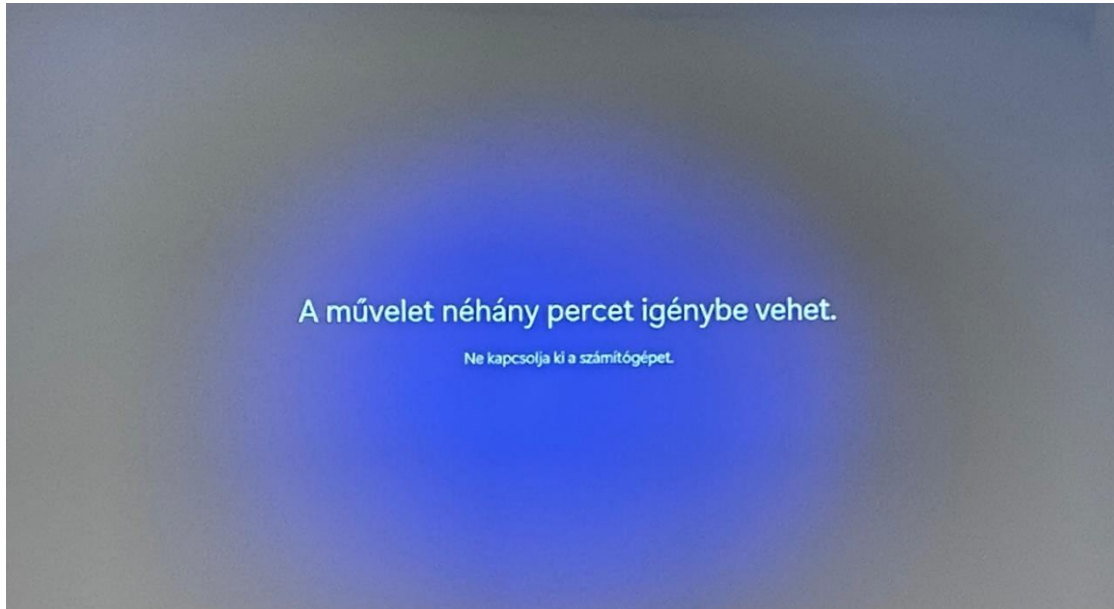 A művelet néhány percet igénybe vehet.
Ne kapcsolja ki a számítógépet.